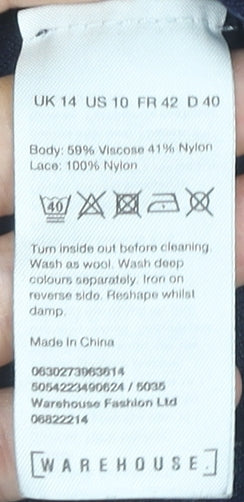 UK 14 US 10 FR 42 D 40
Body: 59% Viscose 41% Nylon
Lace: 100% Nylon
40
Turn inside out before cleaning.
Wash as wool. Wash deep
colours separately. Iron on
reverse side. Reshape whilst
damp.
Made In China
0630273963614
5054223490624 / 5035
Warehouse Fashion Ltd
06822214
[WAREHOUSE.]